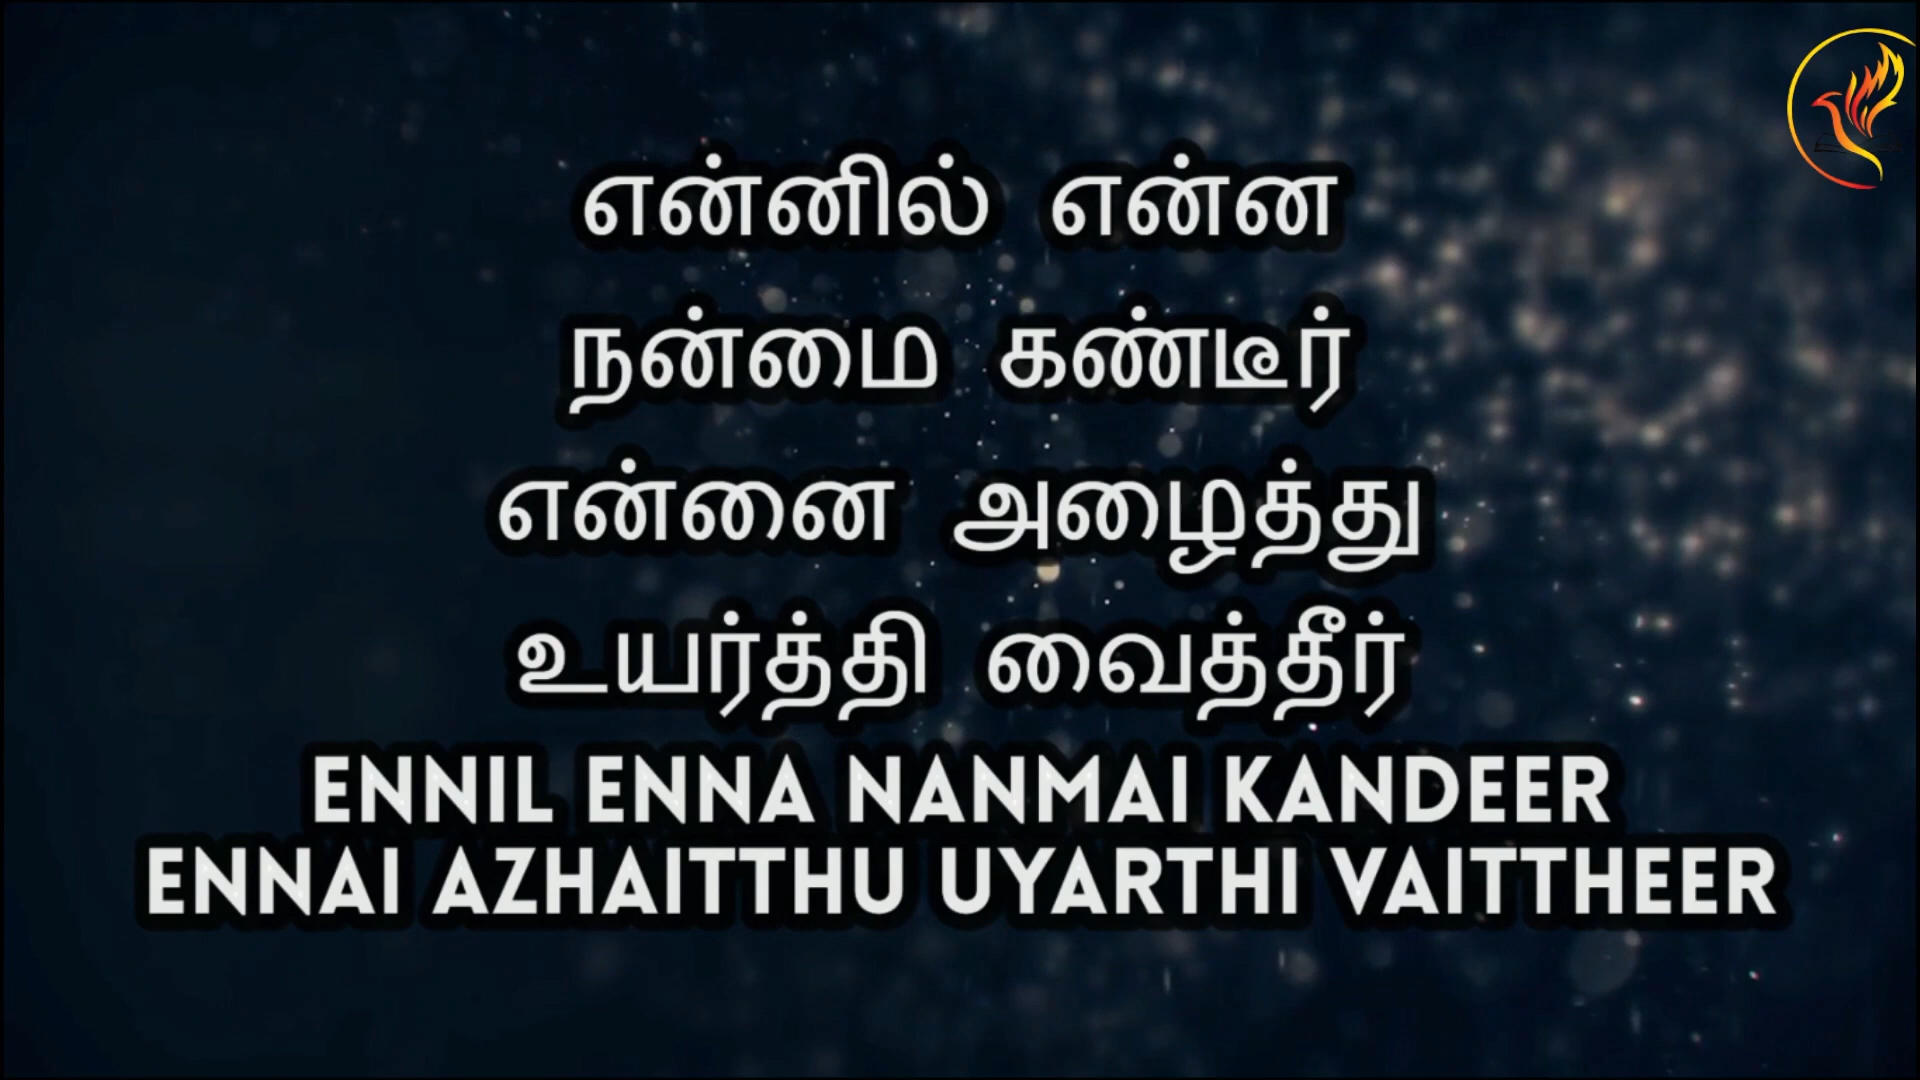 என்னில் என்ன
நன்மை கண்டீர்
என்னை அழைத்து
உயர்த்தி வைத்தீர்
ENNIL ENNA NANMAI KANDEER
ENNAI AZHAITTHU UYARTHI VAITTHEER